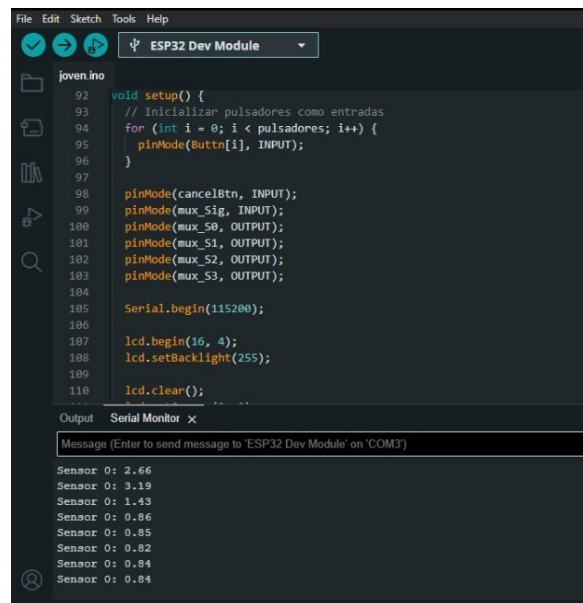 File Edit Sketch Tools Help
ESP32 Dev Module
joven.ino
92 void setup() {
93 // Inicializar pulsadores como entradas
94 for (int i = 0; i < pulsadores; i++) {
95 pinMode(Buttn[i], INPUT);
96 }
97
98 pinMode(cancelBtn, INPUT);
99 pinMode(mux_Sig, INPUT);
100 pinMode(mux_S0, OUTPUT);
101 pinMode(mux_S1, OUTPUT);
102 pinMode(mux_S2, OUTPUT);
103 pinMode(mux_S3, OUTPUT);
104
105 Serial.begin(115200);
106
107 lcd.begin(16, 4);
108 lcd.setBacklight(255);
109
110 lcd.clear();
Output Serial Monitor
Message (Enter to send message to 'ESP32 Dev Module' on 'COM3')
Sensor 0: 2.66
Sensor 0: 3.19
Sensor 0: 1.43
Sensor 0: 0.86
Sensor 0: 0.85
Sensor 0: 0.82
Sensor 0: 0.84
Sensor 0: 0.84